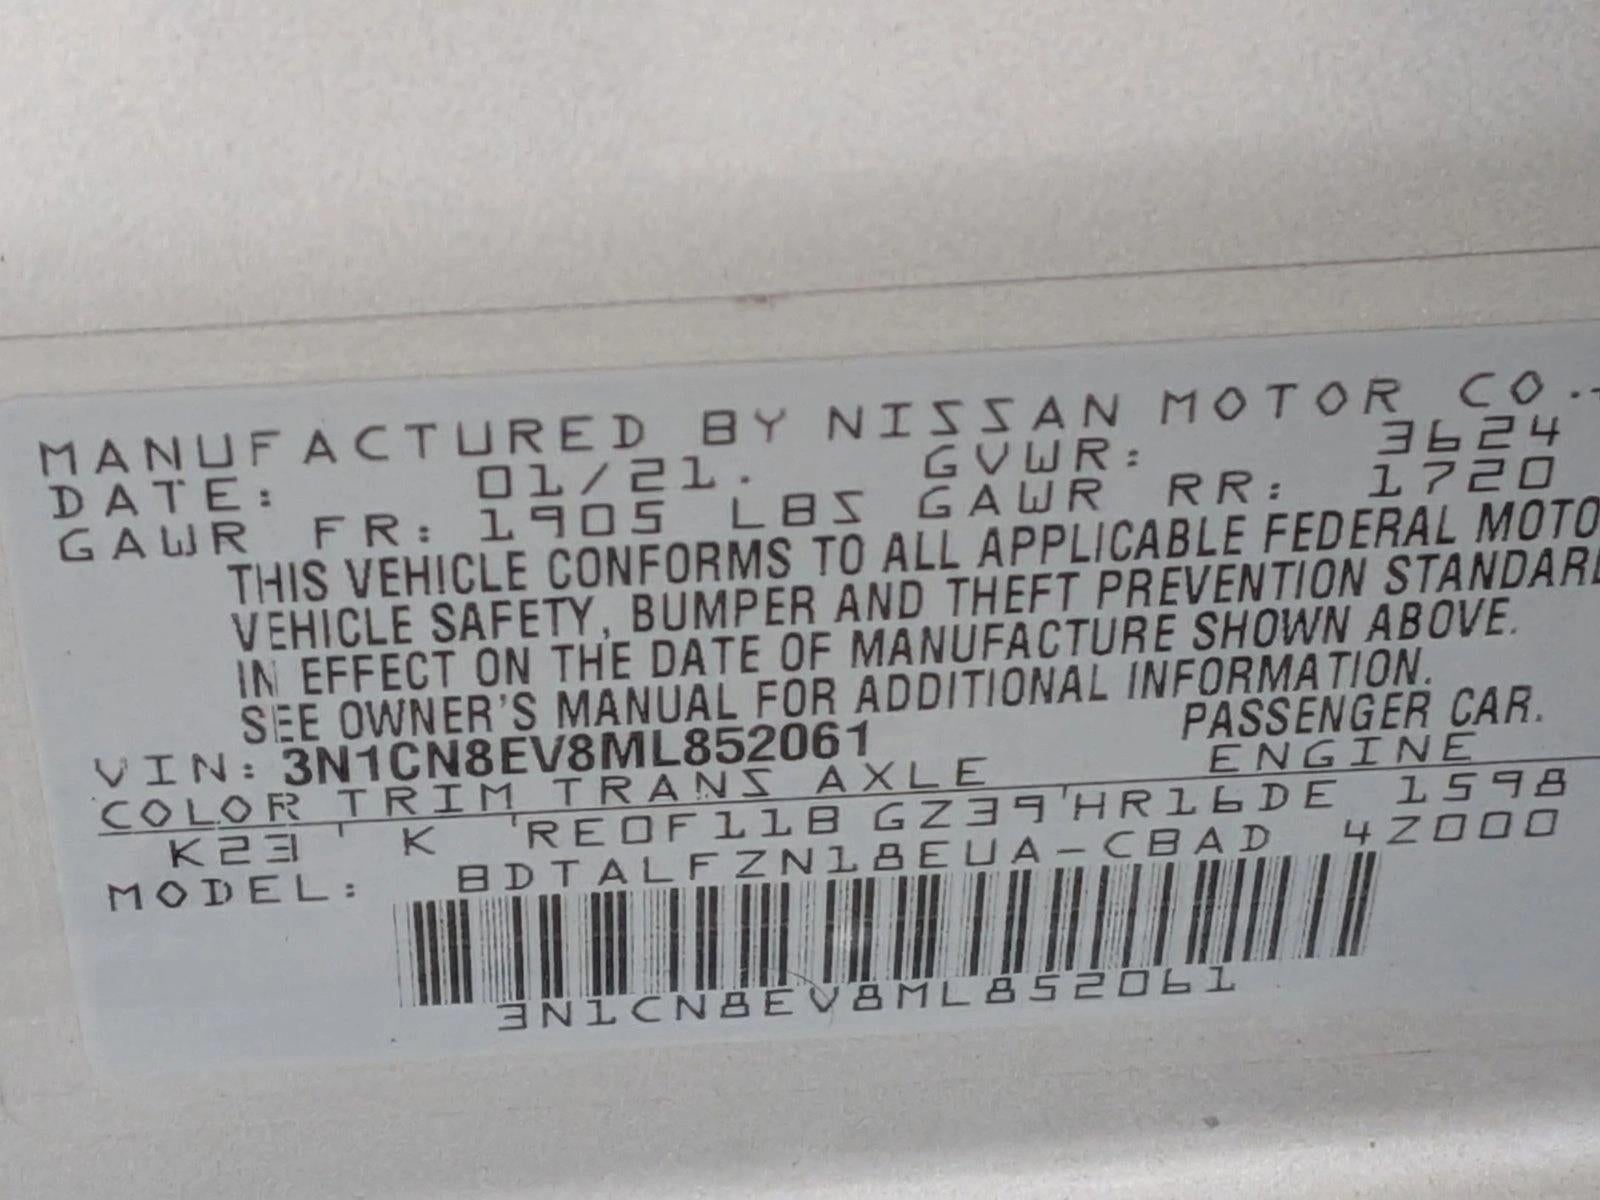 MANUFACTURED BY NISSAN MOTOR CO.
DATE: 01/21. GVWR: 3624
GAWR FR: 1905 LBS GAWR RR: 1720
THIS VEHICLE CONFORMS TO ALL APPLICABLE FEDERAL MOTO
VEHICLE SAFETY, BUMPER AND THEFT PREVENTION STANDAR
IN EFFECT ON THE DATE OF MANUFACTURE SHOWN ABOVE.
SEE OWNER'S MANUAL FOR ADDITIONAL INFORMATION.
VIN: 3N1CN8EV8ML852061 PASSENGER CAR.
COLOR TRIM TRANS AXLE ENGINE
K23 K RE0F11B GZ39 HR16DE 1598
MODEL: BDTALFZN18EUA-CBAD 4Z000
3N1CN8EV8ML852061